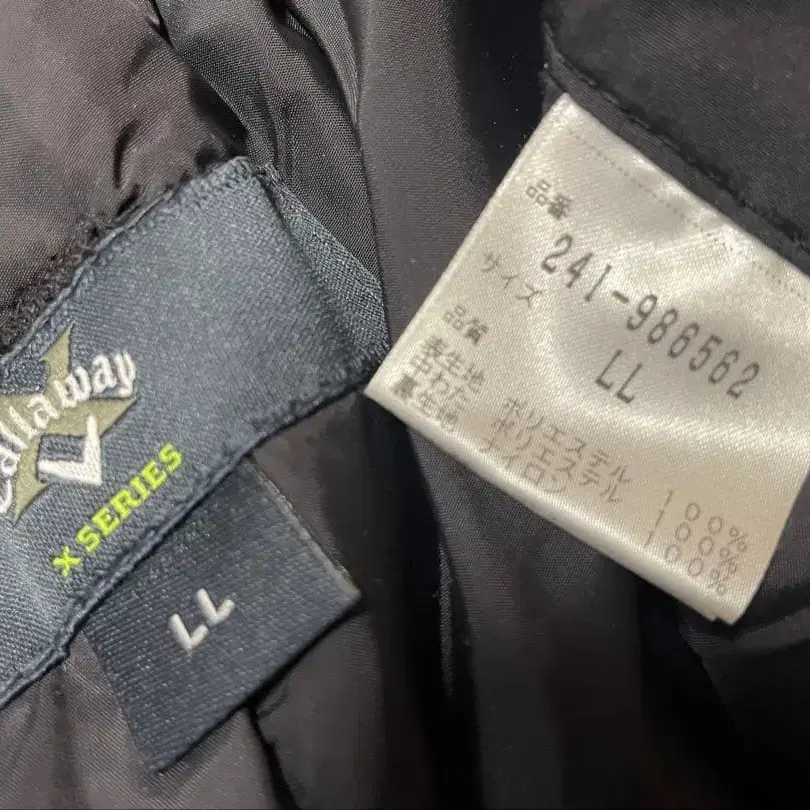 Callaway
X SERIES
LL
品番
241-986562
サイズ
LL
品質
表生地 ポリエステル 100%
中わた ポリエステル 100%
裏生地 ナイロン 100%